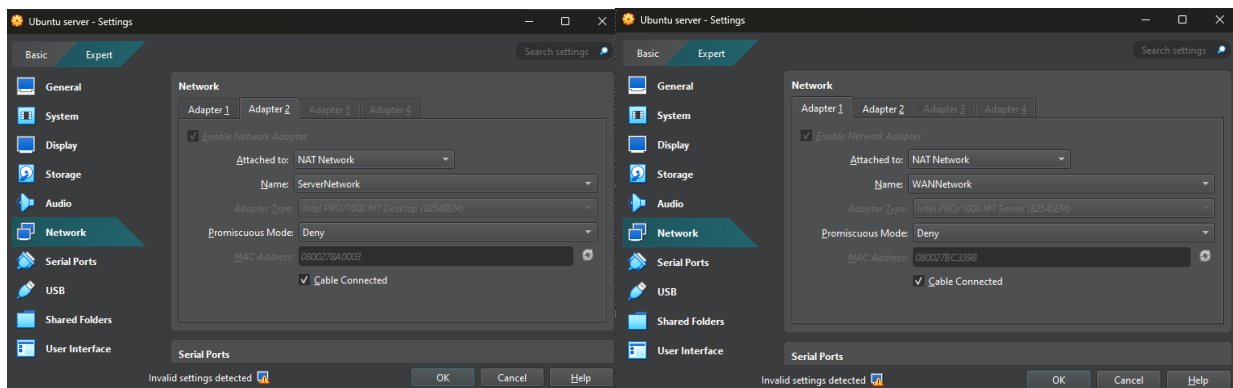 Ubuntu server - Settings
Basic Expert Search settings
General
System
Display
Storage
Audio
Network
Serial Ports
USB
Shared Folders
User Interface
Network
Adapter 1 Adapter 2 Adapter 3 Adapter 4
Enable Network Adapter
Attached to: NAT Network
Name: ServerNetwork
Adapter Type: Intel PRO/1000 MT Desktop (82540EM)
Promiscuous Mode: Deny
MAC Address: 0800278A0003
Cable Connected
Serial Ports
Invalid settings detected OK Cancel Help
Ubuntu server - Settings
Basic Expert Search settings
General
System
Display
Storage
Audio
Network
Serial Ports
USB
Shared Folders
User Interface
Network
Adapter 1 Adapter 2 Adapter 3 Adapter 4
Enable Network Adapter
Attached to: NAT Network
Name: WANNetwork
Adapter Type: Intel PRO/1000 MT Server (82545EM)
Promiscuous Mode: Deny
MAC Address: 080027BC3398
Cable Connected
Serial Ports
Invalid settings detected OK Cancel Help